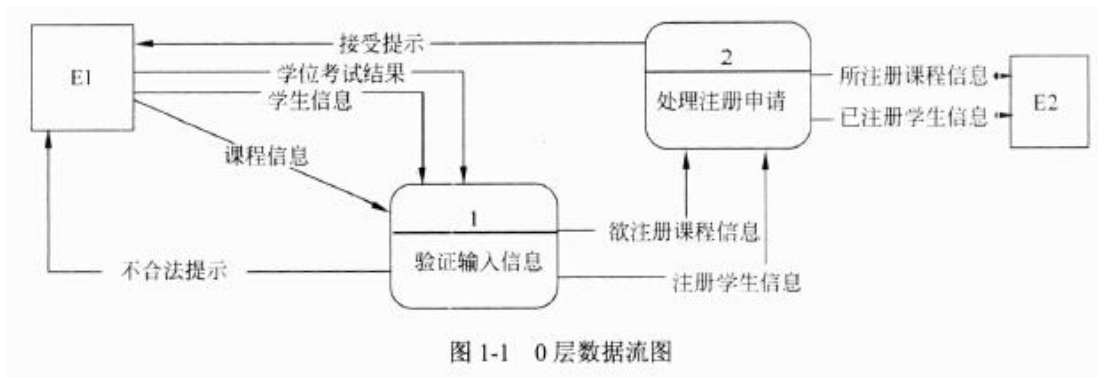 接受提示
2
E1
学位考试结果
所注册课程信息
学生信息
处理注册申请
E2
已注册学生信息
课程信息
1
欲注册课程信息
验证输入信息
不合法提示
注册学生信息
图 1-1 0 层数据流图